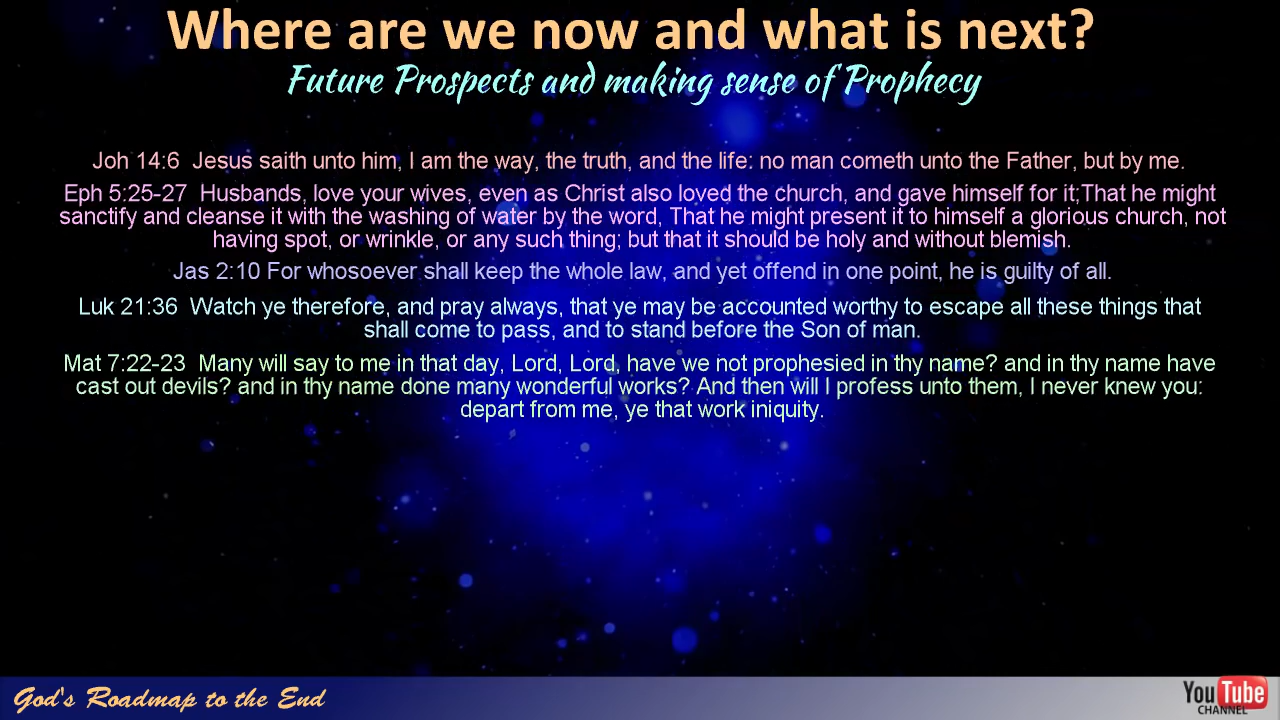 Where are we now and what is next?
Future Prospects and making sense of Prophecy
Joh 14:6  Jesus saith unto him, I am the way, the truth, and the life: no man cometh unto the Father, but by me.
Eph 5:25-27  Husbands, love your wives, even as Christ also loved the church, and gave himself for it;That he might
sanctify and cleanse it with the washing of water by the word, That he might present it to himself a glorious church, not
having spot, or wrinkle, or any such thing; but that it should be holy and without blemish.
Jas 2:10 For whosoever shall keep the whole law, and yet offend in one point, he is guilty of all.
Luk 21:36  Watch ye therefore, and pray always, that ye may be accounted worthy to escape all these things that
shall come to pass, and to stand before the Son of man.
Mat 7:22-23  Many will say to me in that day, Lord, Lord, have we not prophesied in thy name? and in thy name have
cast out devils? and in thy name done many wonderful works? And then will I profess unto them, I never knew you:
depart from me, ye that work iniquity.
God's Roadmap to the End
YouTube
CHANNEL